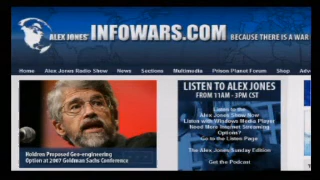 ALEX JONES' INFOWARS.COM BECAUSE THERE IS A WAR
Home Alex Jones Radio Show News Sections Multimedia Prison Planet Forum Shop
Holdren Proposed Geo-engineering
Option at 2007 Goldman Sachs Conference
LISTEN TO ALEX JONES
FROM 11AM - 3PM CST
Listen to the
Alex Jones Show Now
Listen with Windows Media Player
Need More Internet Streaming
Options?
Go to the Listen Page
The Alex Jones Sunday Edition
Get the Podcast